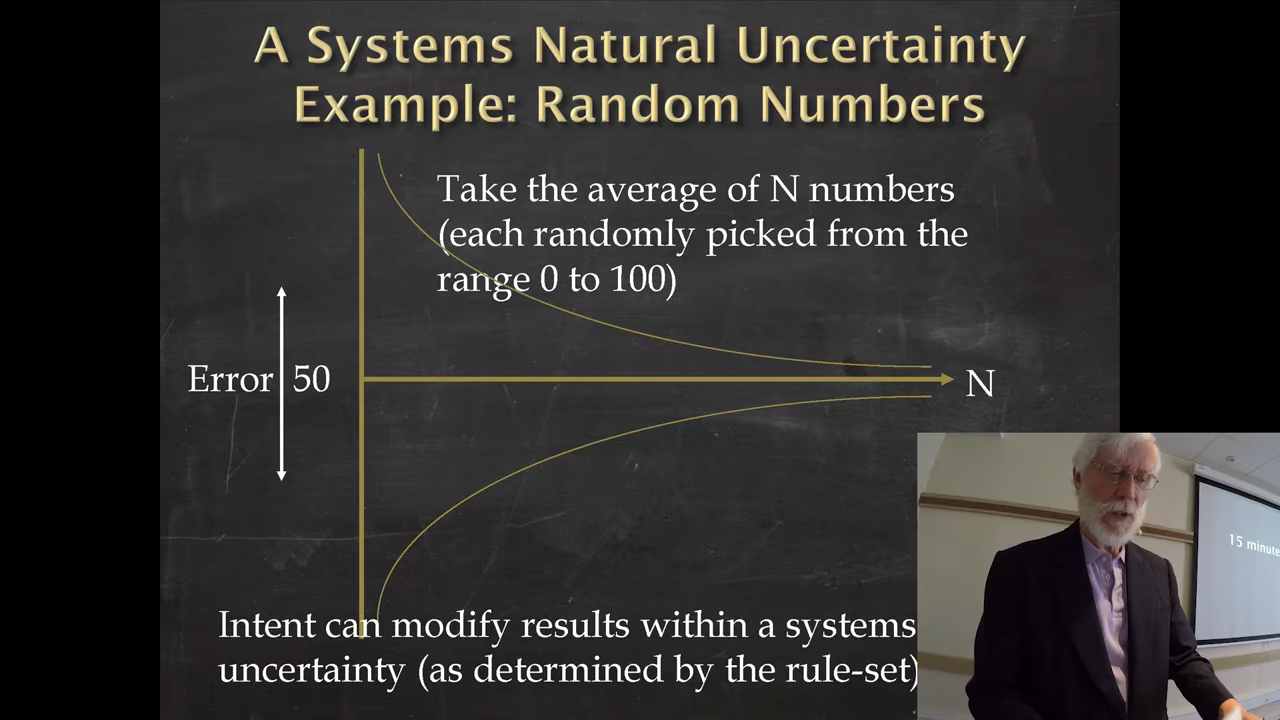 A Systems Natural Uncertainty
Example: Random Numbers
Take the average of N numbers
(each randomly picked from the
range 0 to 100)
Error
50
N
Intent can modify results within a systems
uncertainty (as determined by the rule-set)
15